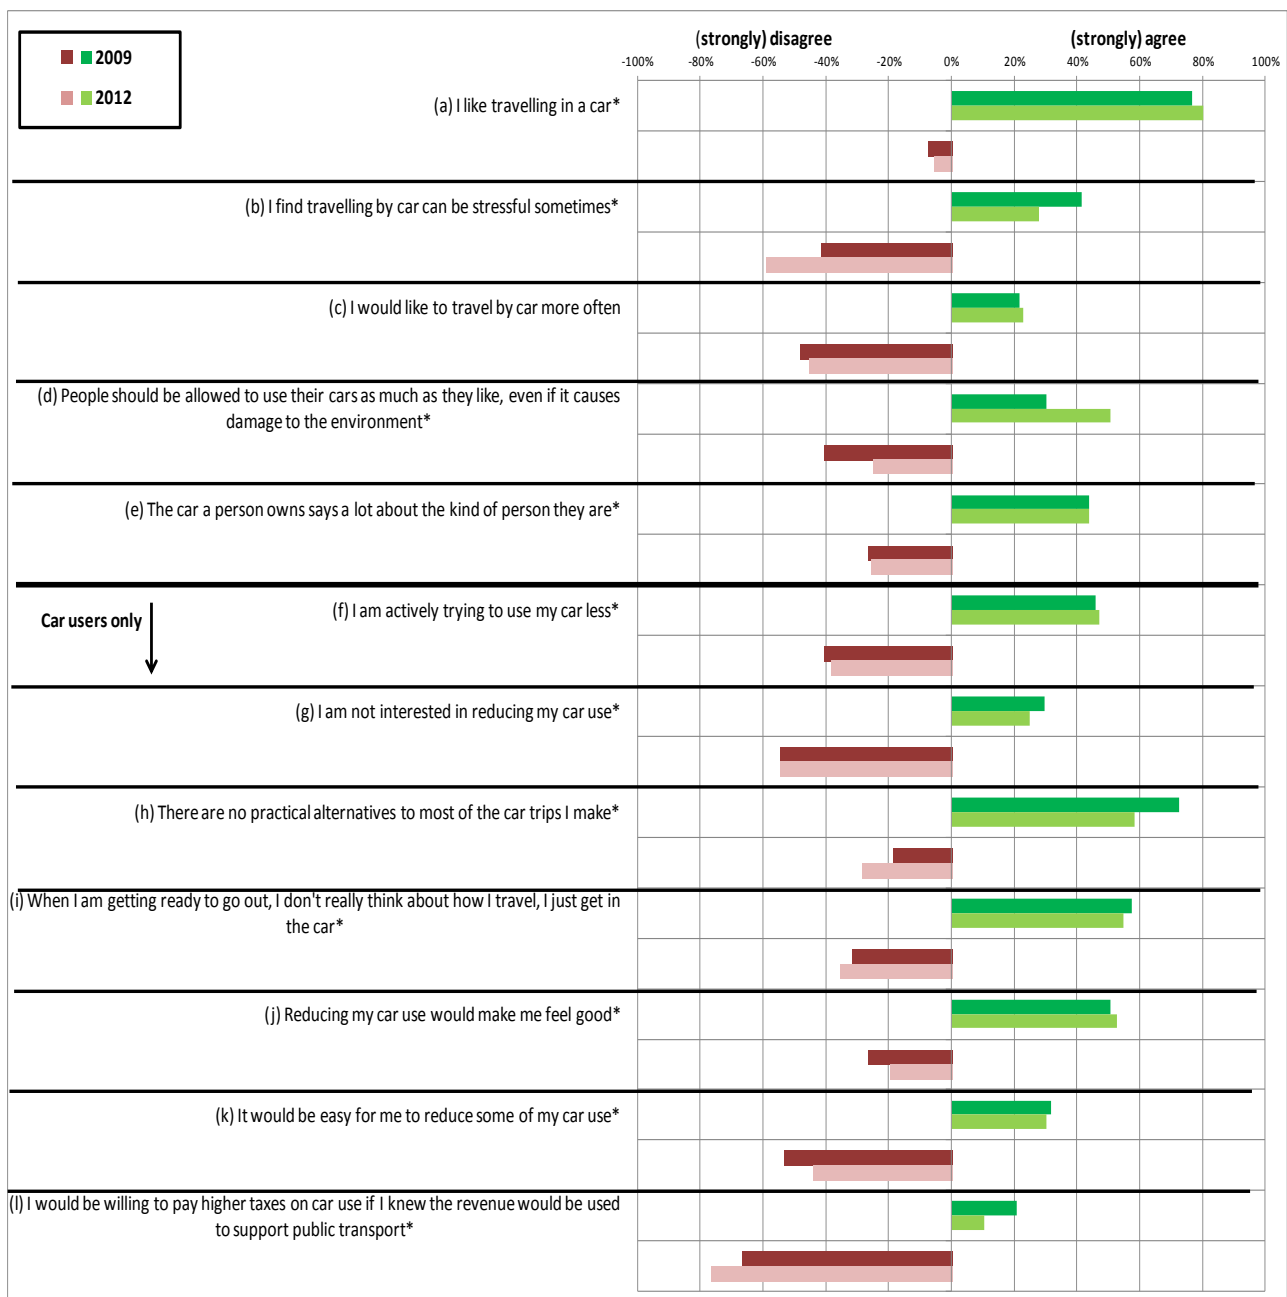 2009
2012
(strongly) disagree
(strongly) agree
-100% -80% -60% -40% -20% 0% 20% 40% 60% 80% 100%
(a) I like travelling in a car*
(b) I find travelling by car can be stressful sometimes*
(c) I would like to travel by car more often
(d) People should be allowed to use their cars as much as they like, even if it causes
damage to the environment*
(e) The car a person owns says a lot about the kind of person they are*
Car users only
(f) I am actively trying to use my car less*
(g) I am not interested in reducing my car use*
(h) There are no practical alternatives to most of the car trips I make*
(i) When I am getting ready to go out, I don't really think about how I travel, I just get in
the car*
(j) Reducing my car use would make me feel good*
(k) It would be easy for me to reduce some of my car use*
(l) I would be willing to pay higher taxes on car use if I knew the revenue would be used
to support public transport*